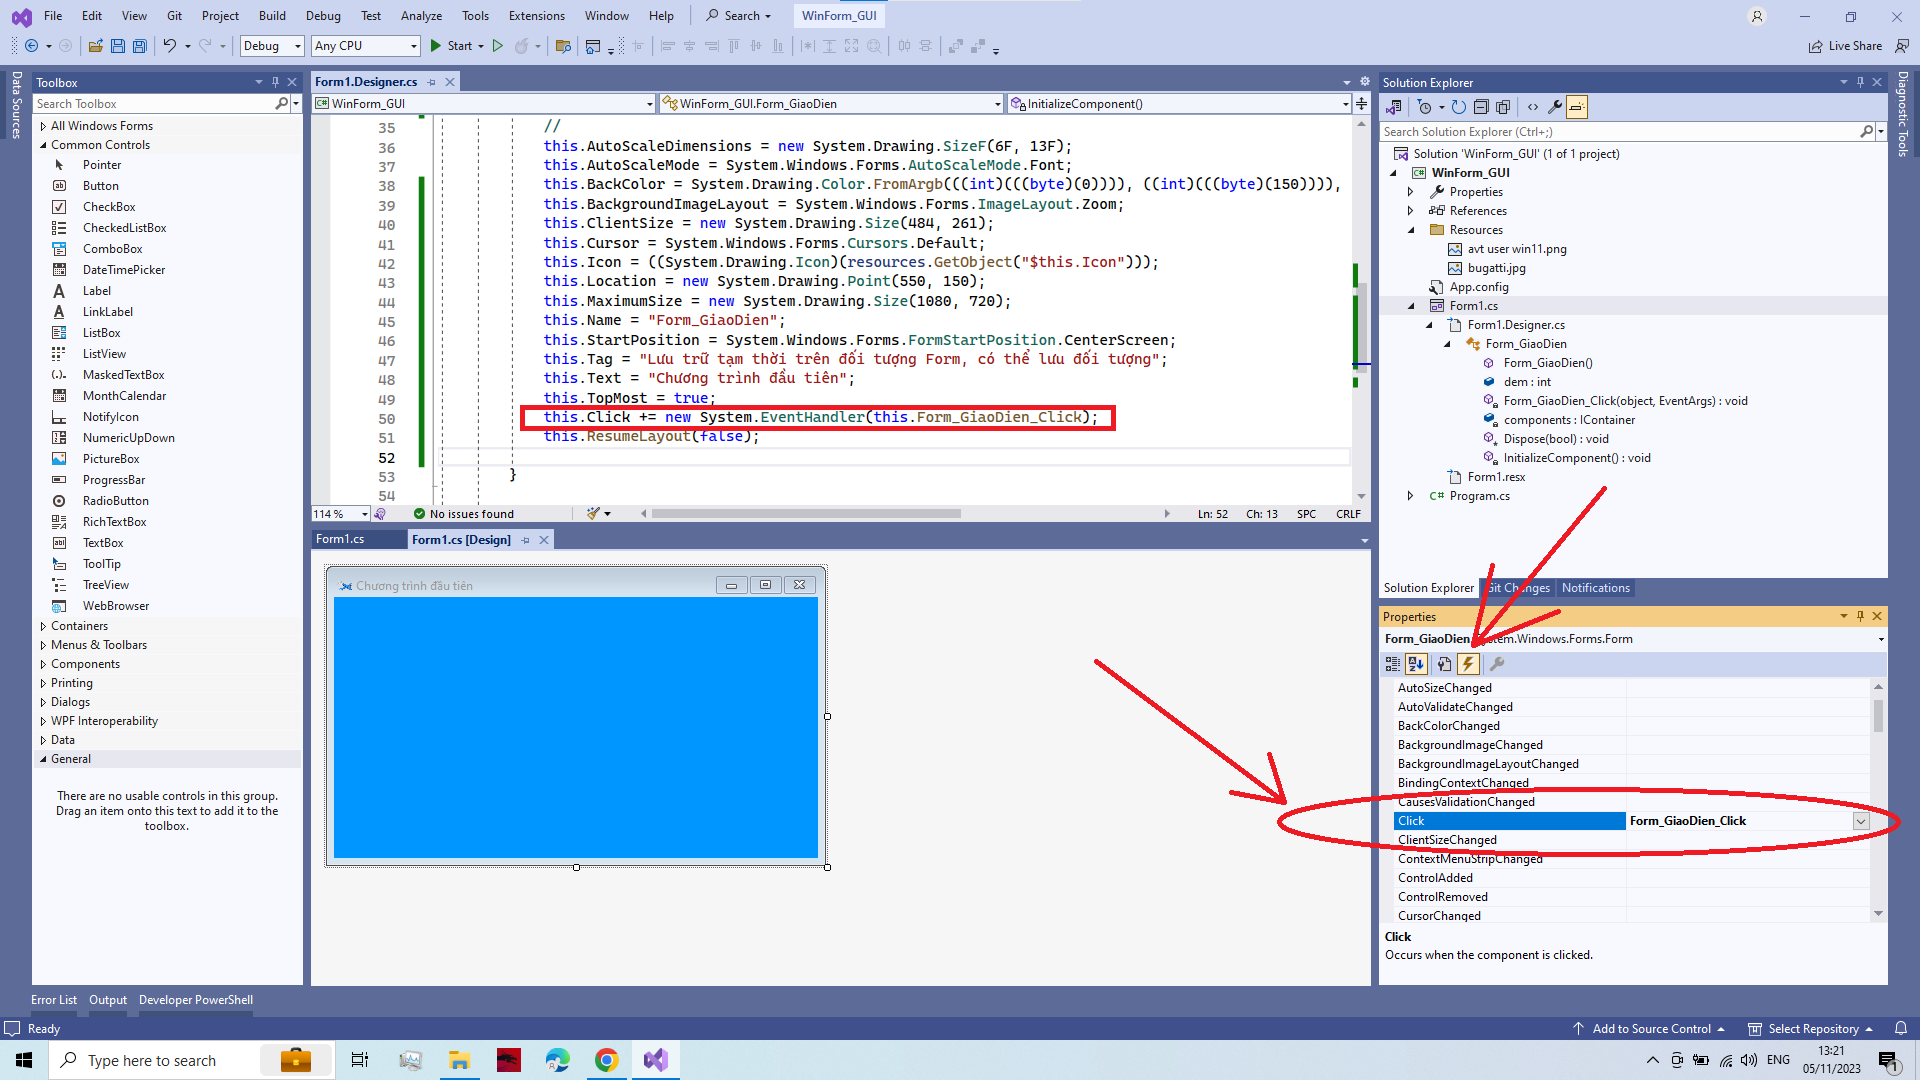 File Edit View Git Project Build Debug Test Analyze Tools Extensions Window Help Search WinForm_GUI
Debug Any CPU Start Live Share
Data Sources
Toolbox
Search Toolbox
All Windows Forms
Common Controls
Pointer
Button
CheckBox
CheckedListBox
ComboBox
DateTimePicker
Label
LinkLabel
ListBox
ListView
MaskedTextBox
MonthCalendar
NotifyIcon
NumericUpDown
PictureBox
ProgressBar
RadioButton
RichTextBox
TextBox
ToolTip
TreeView
WebBrowser
Containers
Menus & Toolbars
Components
Printing
Dialogs
WPF Interoperability
Data
General
There are no usable controls in this group.
Drag an item onto this text to add it to the
toolbox.
Form1.Designer.cs
WinForm_GUI WinForm_GUI.Form_GiaoDien InitializeComponent()
35 //
36 this.AutoScaleDimensions = new System.Drawing.SizeF(6F, 13F);
37 this.AutoScaleMode = System.Windows.Forms.AutoScaleMode.Font;
38 this.BackColor = System.Drawing.Color.FromArgb(((int)(((byte)(0)))), ((int)(((byte)(150)))),
39 this.BackgroundImageLayout = System.Windows.Forms.ImageLayout.Zoom;
40 this.ClientSize = new System.Drawing.Size(484, 261);
41 this.Cursor = System.Windows.Forms.Cursors.Default;
42 this.Icon = ((System.Drawing.Icon)(resources.GetObject("$this.Icon")));
43 this.Location = new System.Drawing.Point(550, 150);
44 this.MaximumSize = new System.Drawing.Size(1080, 720);
45 this.Name = "Form_GiaoDien";
46 this.StartPosition = System.Windows.Forms.FormStartPosition.CenterScreen;
47 this.Tag = "Lưu trữ tạm thời trên đối tượng Form, có thể lưu đối tượng";
48 this.Text = "Chương trình đầu tiên";
49 this.TopMost = true;
50 this.Click += new System.EventHandler(this.Form_GiaoDien_Click);
51 this.ResumeLayout(false);
52
53 }
54
114 % No issues found Ln: 52 Ch: 13 SPC CRLF
Form1.cs Form1.cs [Design]
Chương trình đầu tiên
Solution Explorer
Search Solution Explorer (Ctrl+;)
Solution 'WinForm_GUI' (1 of 1 project)
WinForm_GUI
Properties
References
Resources
avt user win11.png
bugatti.jpg
App.config
Form1.cs
Form1.Designer.cs
Form_GiaoDien
Form_GiaoDien()
dem : int
Form_GiaoDien_Click(object, EventArgs) : void
components : IContainer
Dispose(bool) : void
InitializeComponent() : void
Form1.resx
Program.cs
Solution Explorer Git Changes Notifications
Diagnostic Tools
Properties
Form_GiaoDien System.Windows.Forms.Form
AutoSizeChanged
AutoValidateChanged
BackColorChanged
BackgroundImageChanged
BackgroundImageLayoutChanged
BindingContextChanged
CausesValidationChanged
Click Form_GiaoDien_Click
ClientSizeChanged
ContextMenuStripChanged
ControlAdded
ControlRemoved
CursorChanged
Click
Occurs when the component is clicked.
Error List Output Developer PowerShell
Ready Add to Source Control Select Repository
Type here to search ENG 13:21
05/11/2023 1